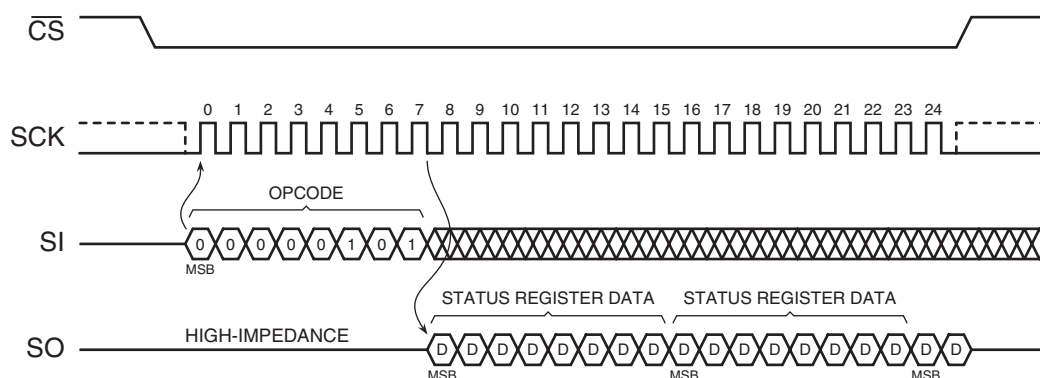 CS
SCK
0 1 2 3 4 5 6 7 8 9 10 11 12 13 14 15 16 17 18 19 20 21 22 23 24
OPCODE
SI
0 0 0 0 0 1 0 1
MSB
STATUS REGISTER DATA STATUS REGISTER DATA
HIGH-IMPEDANCE
SO
D D D D D D D D D D D D D D D D D D
MSB MSB MSB